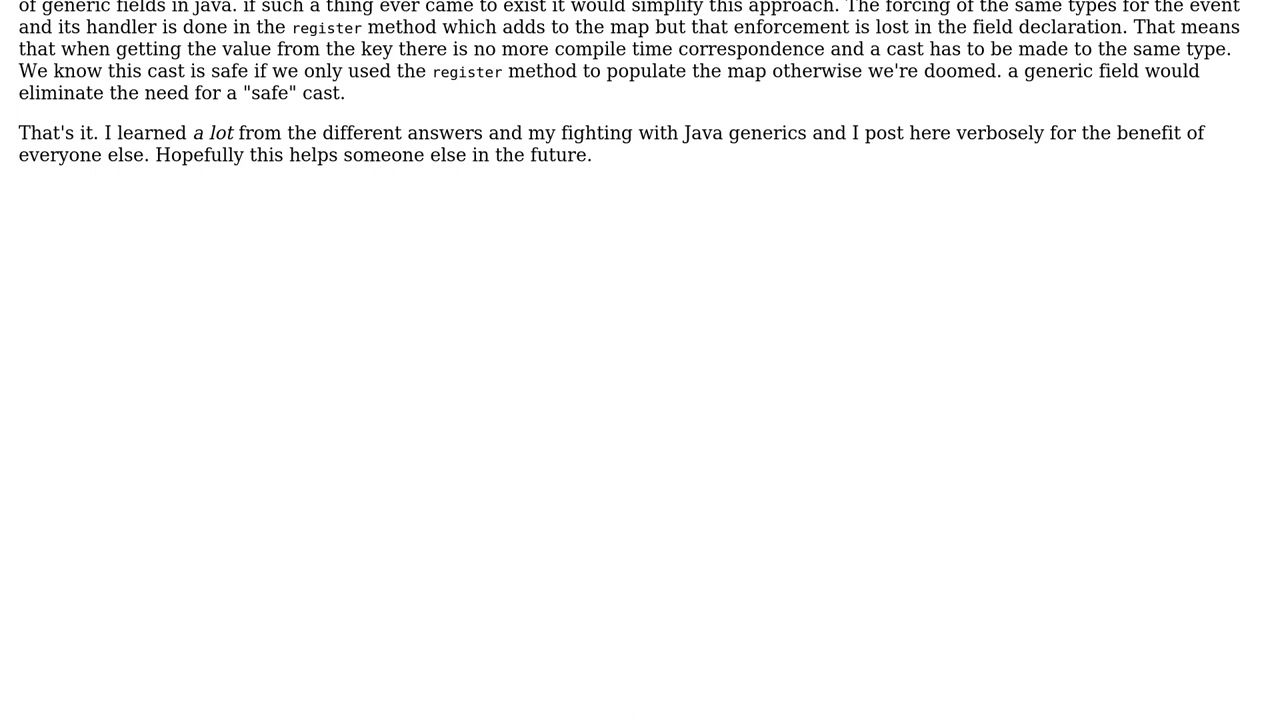 of generic fields in java. if such a thing ever came to exist it would simplify this approach. The forcing of the same types for the event
and its handler is done in the register method which adds to the map but that enforcement is lost in the field declaration. That means
that when getting the value from the key there is no more compile time correspondence and a cast has to be made to the same type.
We know this cast is safe if we only used the register method to populate the map otherwise we're doomed. a generic field would
eliminate the need for a "safe" cast.
That's it. I learned a lot from the different answers and my fighting with Java generics and I post here verbosely for the benefit of
everyone else. Hopefully this helps someone else in the future.